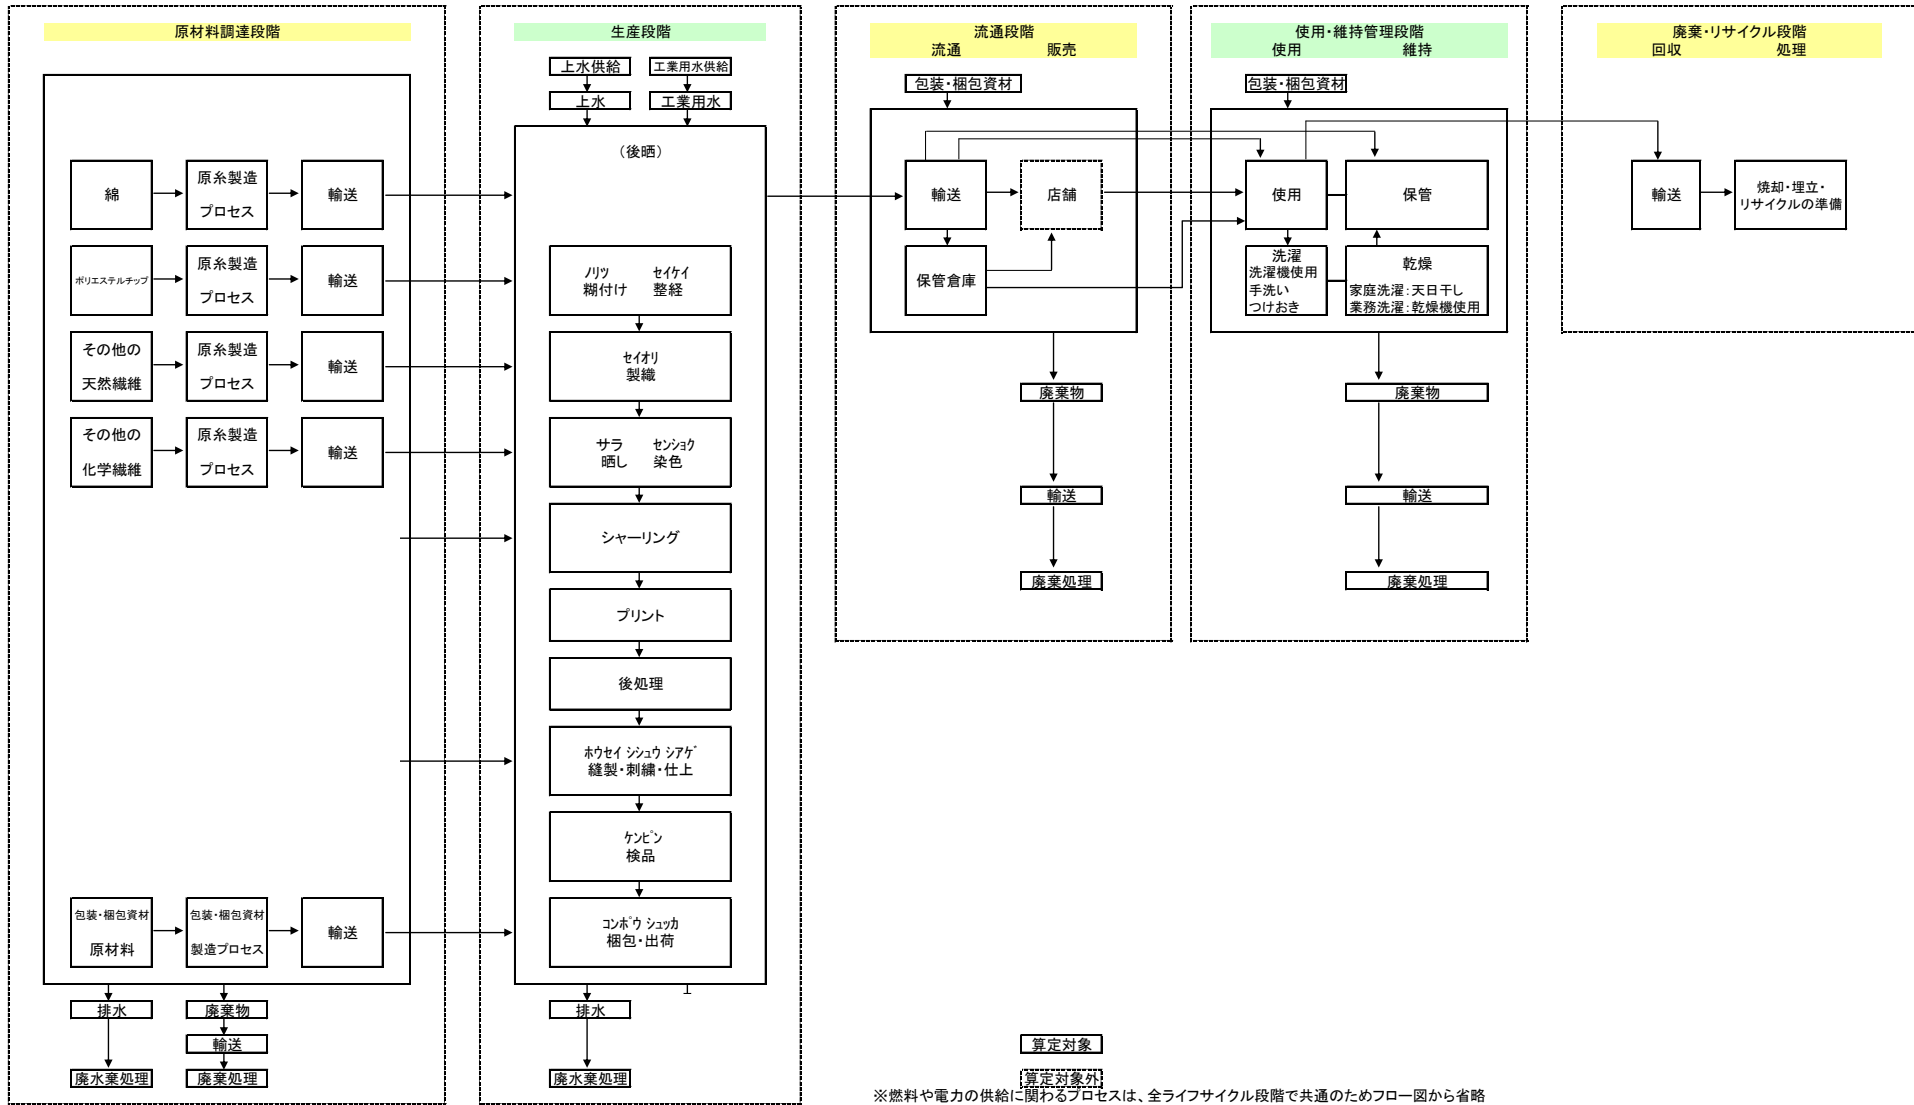 原材料調達段階
綿
原糸製造
プロセス
輸送
ポリエステルチップ
原糸製造
プロセス
輸送
その他の
天然繊維
原糸製造
プロセス
輸送
その他の
化学繊維
原糸製造
プロセス
輸送
包装・梱包資材
原材料
包装・梱包資材
製造プロセス
輸送
排水
廃水棄処理
廃棄物
輸送
廃棄処理
生産段階
上水供給
工業用水供給
上水
工業用水
(後晒)
ノリツ セイケイ
糊付け 整経
セイオリ
製織
サラ センショク
晒し 染色
シャーリング
プリント
後処理
ホウセイ シシュウ シアゲ
縫製・刺繍・仕上
ケンピン
検品
コンポウ シュッカ
梱包・出荷
排水
廃水棄処理
流通段階
流通 販売
包装・梱包資材
輸送
店舗
保管倉庫
廃棄物
輸送
廃棄処理
使用・維持管理段階
使用 維持
包装・梱包資材
使用
保管
洗濯
洗濯機使用
手洗い
つけおき
乾燥
家庭洗濯:天日干し
業務洗濯:乾燥機使用
廃棄物
輸送
廃棄処理
廃棄・リサイクル段階
回収 処理
輸送
焼却・埋立・
リサイクルの準備
算定対象
算定対象外
※燃料や電力の供給に関わるプロセスは、全ライフサイクル段階で共通のためフロー図から省略